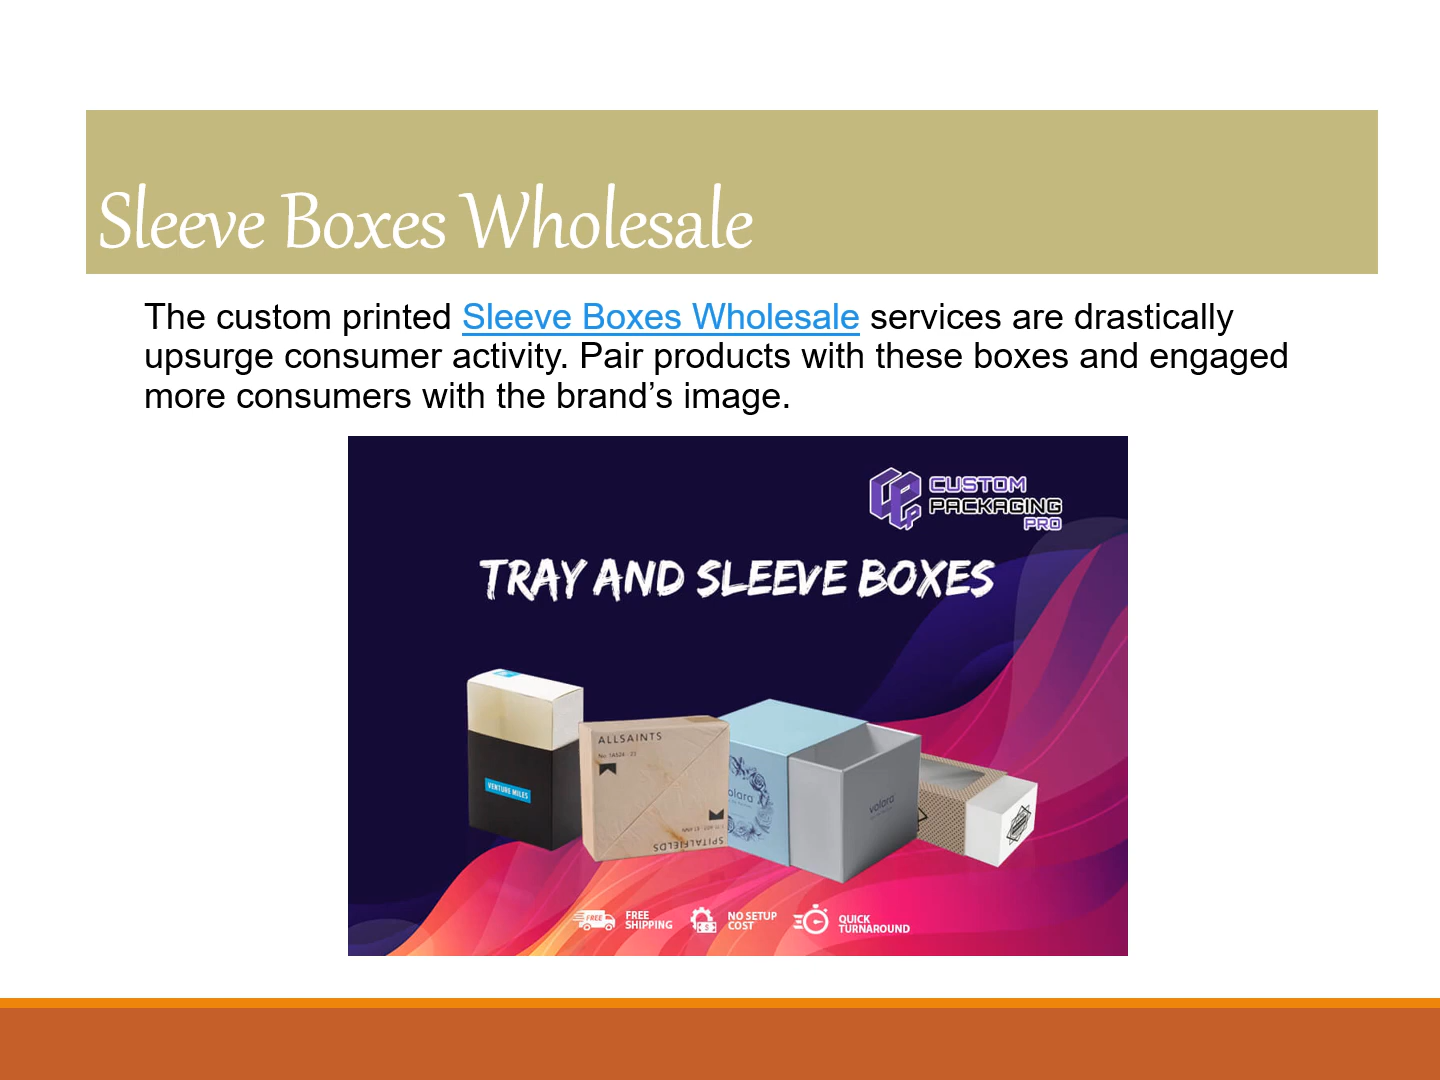 Sleeve Boxes Wholesale
The custom printed Sleeve Boxes Wholesale services are drastically
upsurge consumer activity. Pair products with these boxes and engaged
more consumers with the brand’s image.
CUSTOM
PACKAGING
PRO
TRAY AND SLEEVE BOXES
ALLSAINTS
VENTURE MILES
volara
SPITALFIELDS
FREE
FREE
SHIPPING
NO SETUP
COST
QUICK
TURNAROUND